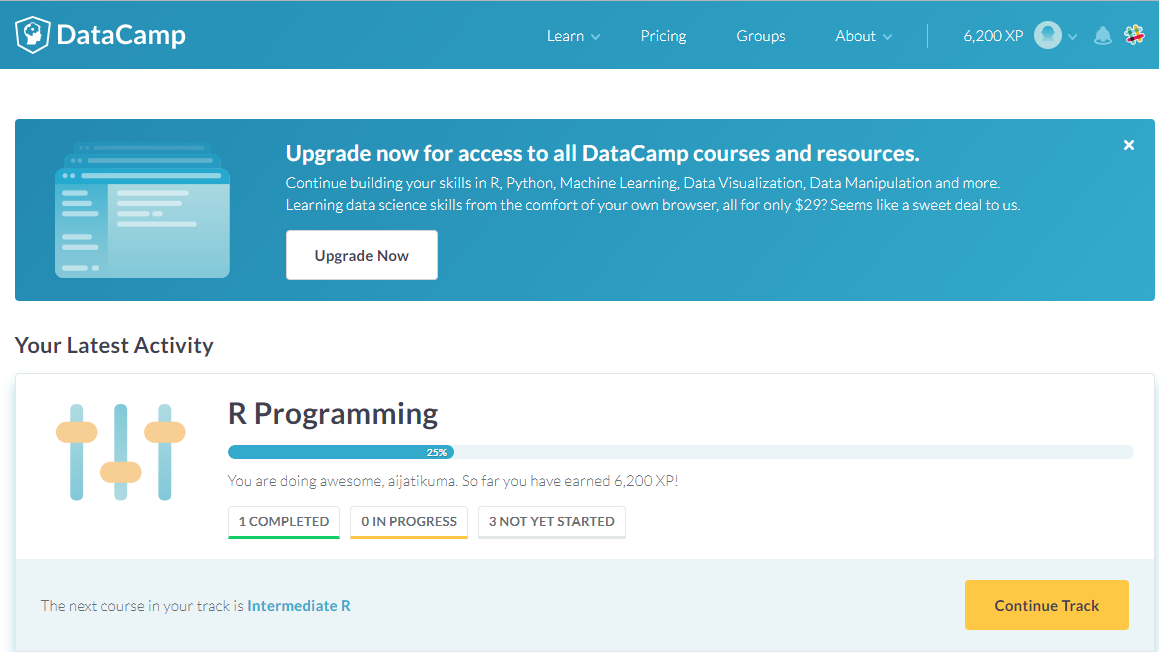 DataCamp
Learn
Pricing
Groups
About
6,200 XP
Upgrade now for access to all DataCamp courses and resources.
Continue building your skills in R, Python, Machine Learning, Data Visualization, Data Manipulation and more.
Learning data science skills from the comfort of your own browser, all for only $29? Seems like a sweet deal to us.
Upgrade Now
Your Latest Activity
R Programming
25%
You are doing awesome, aijatikuma. So far you have earned 6,200 XP!
1 COMPLETED
0 IN PROGRESS
3 NOT YET STARTED
The next course in your track is Intermediate R
Continue Track